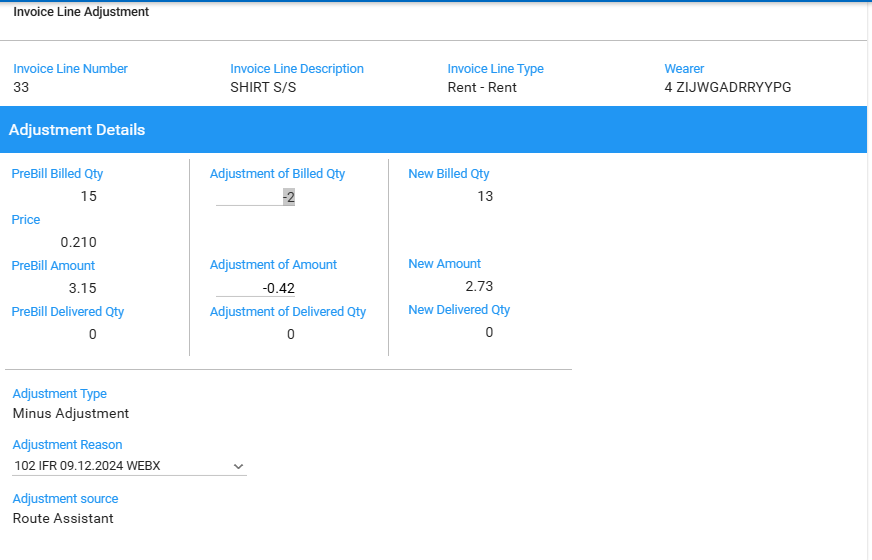 Invoice Line Adjustment
Invoice Line Number Invoice Line Description Invoice Line Type Wearer
33 SHIRT S/S Rent - Rent 4 ZIJWGADRRYYPG
Adjustment Details
PreBill Billed Qty Adjustment of Billed Qty New Billed Qty
15 -2 13
Price
0.210
PreBill Amount Adjustment of Amount New Amount
3.15 -0.42 2.73
PreBill Delivered Qty Adjustment of Delivered Qty New Delivered Qty
0 0 0
Adjustment Type
Minus Adjustment
Adjustment Reason
102 IFR 09.12.2024 WEBX
Adjustment source
Route Assistant